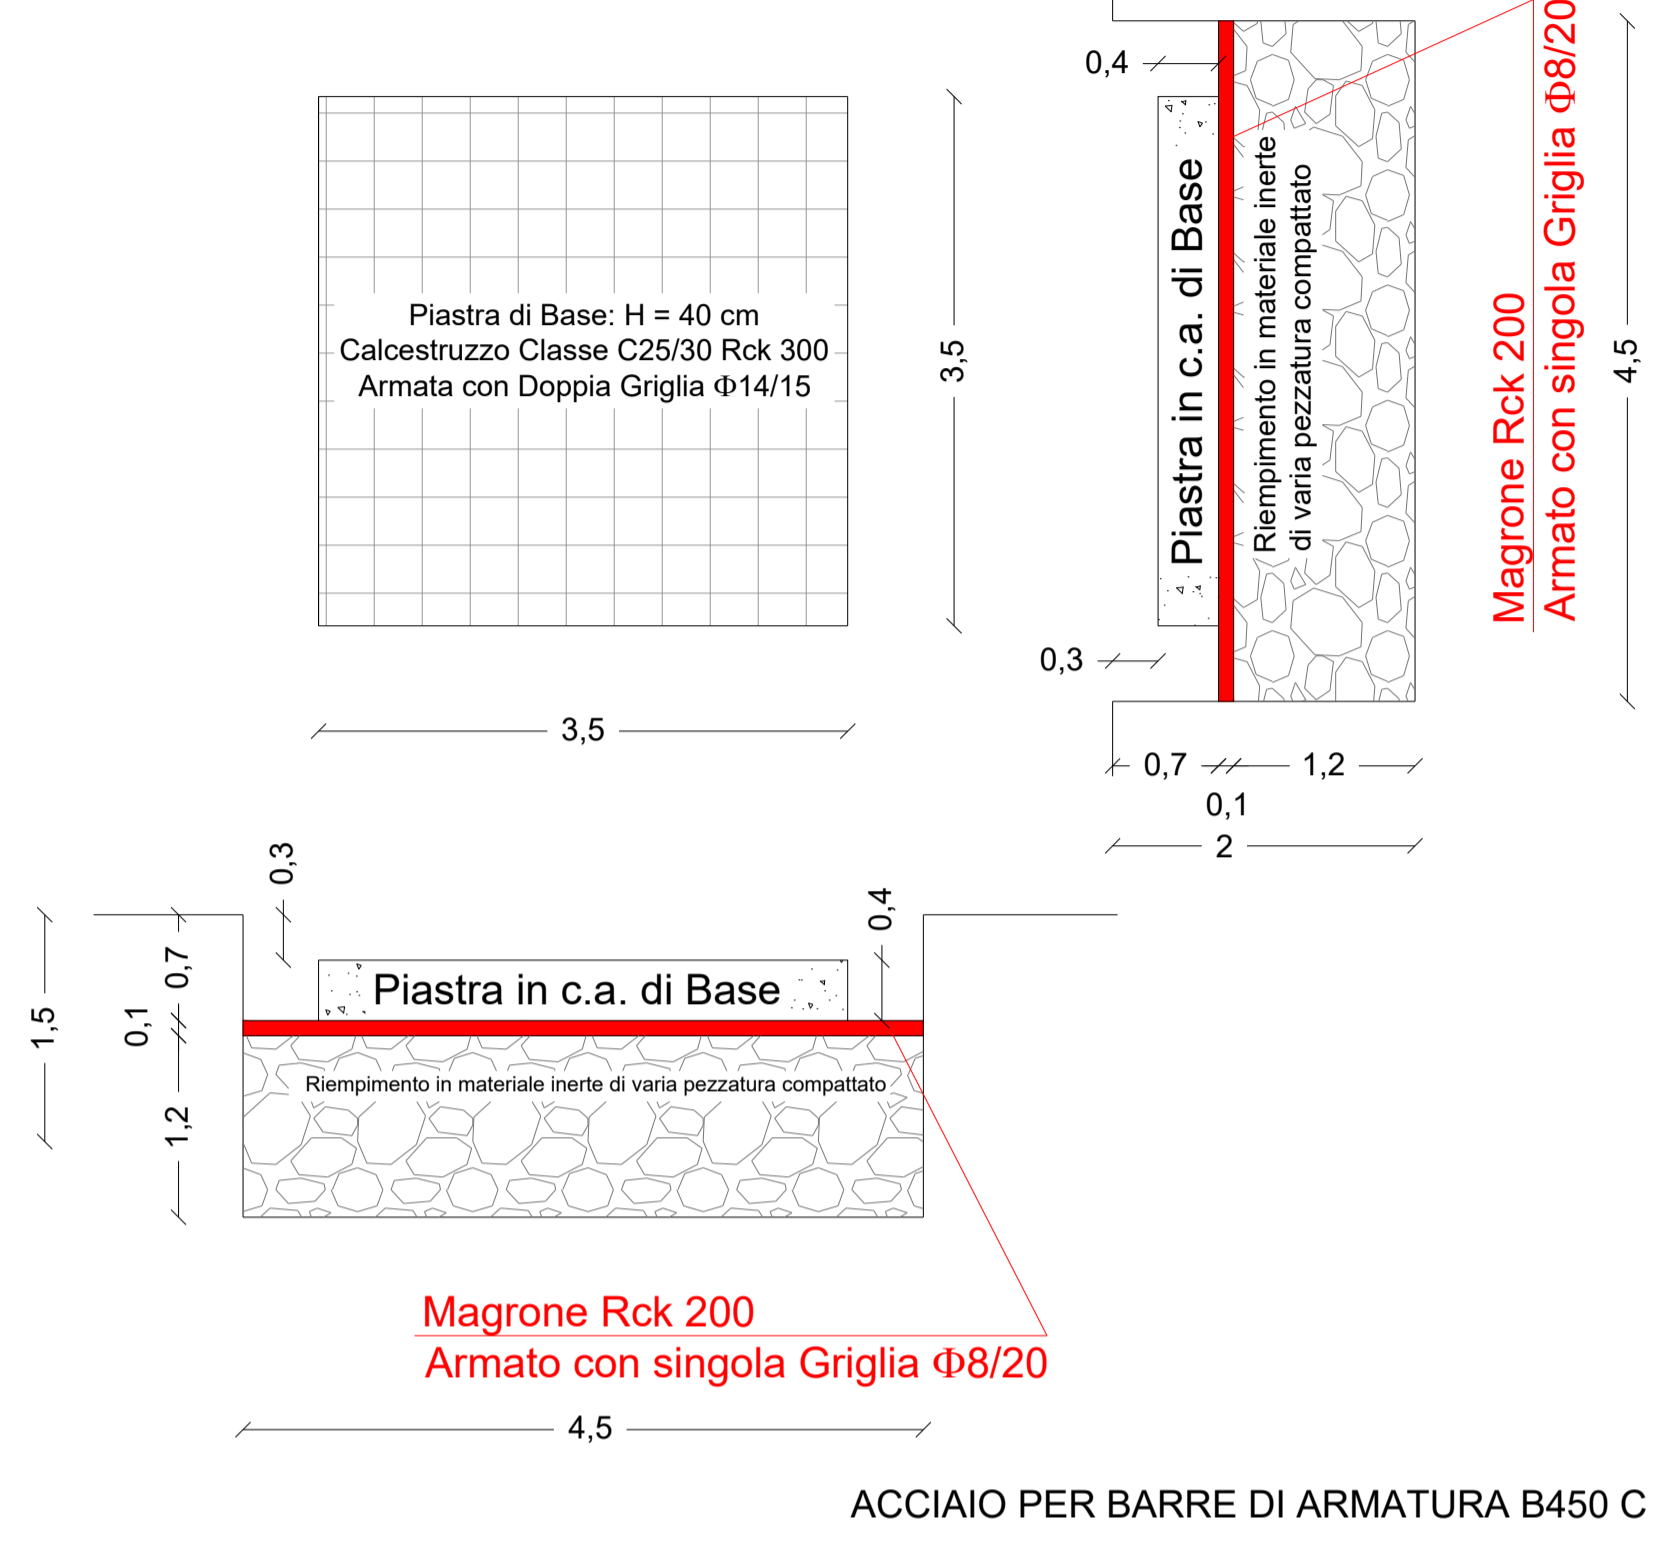 Piastra di Base: H = 40 cm
Calcestruzzo Classe C25/30 Rck 300
Armata con Doppia Griglia Φ14/15
3,5
3,5
0,4
Piastra in c.a. di Base
Riempimento in materiale inerte
di varia pezzatura compattato
Magrone Rck 200
Armato con singola Griglia Φ8/20
4,5
0,3
0,7
1,2
0,1
2
0,3
0,4
1,5
0,7
0,1
1,2
Piastra in c.a. di Base
Riempimento in materiale inerte di varia pezzatura compattato
Magrone Rck 200
Armato con singola Griglia Φ8/20
4,5
ACCIAIO PER BARRE DI ARMATURA B450 C